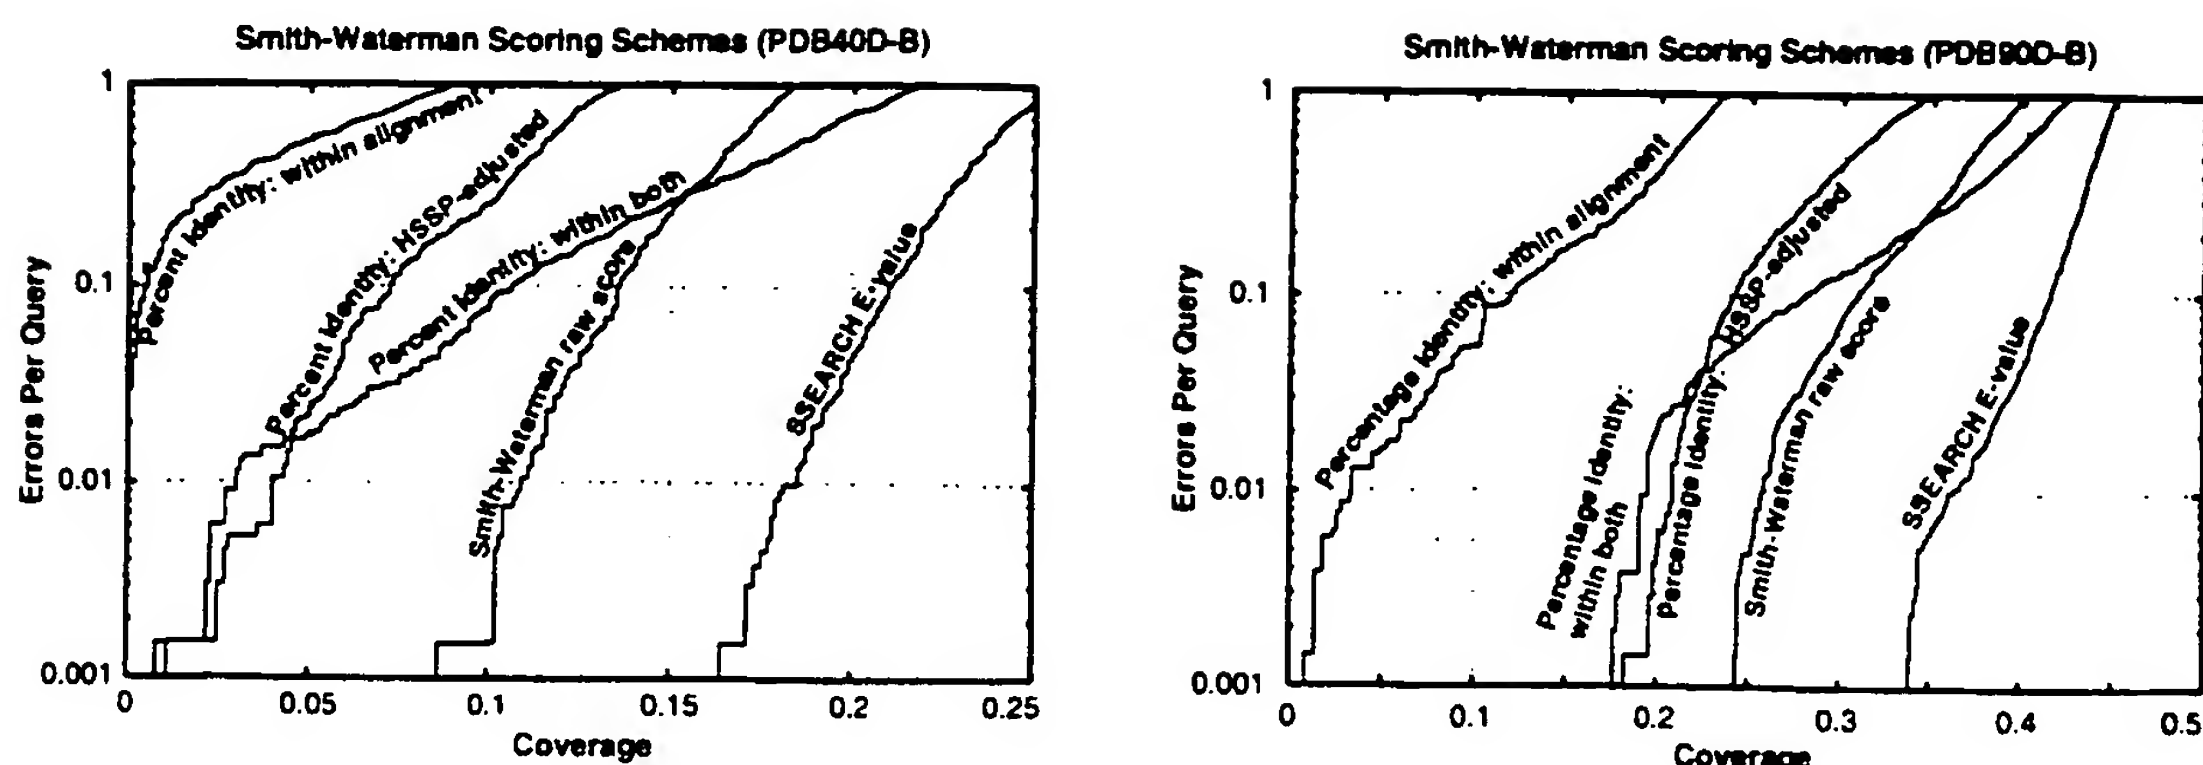 Smith-Waterman Scoring Schemes (PDB40D-B)
1
0.1
0.01
0.001
Errors Per Query
Percent Identity: within alignment
Percent Identity: HSSP-adjusted
Percent Identity: within both
Smith-Waterman raw score
SSEARCH E-value
0
0.05
0.1
0.15
0.2
0.25
Coverage
Smith-Waterman Scoring Schemes (PDB90D-B)
1
0.1
0.01
0.001
Errors Per Query
Percentage Identity: within alignment
Percentage Identity:
within both
Percentage Identity:
HSSP-adjusted
Smith-Waterman raw score
SSEARCH E-value
0
0.1
0.2
0.3
0.4
0.5
Coverage